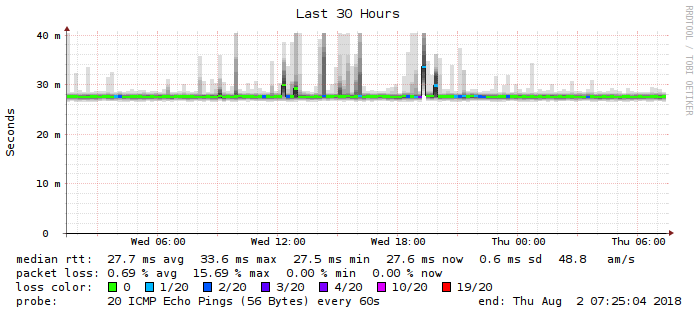 Last 30 Hours
RRDTOOL / TOBI OETIKER
Seconds
40 m
30 m
20 m
10 m
0
Wed 06:00 Wed 12:00 Wed 18:00 Thu 00:00 Thu 06:00
median rtt: 27.7 ms avg 33.6 ms max 27.5 ms min 27.6 ms now 0.6 ms sd 48.8 am/s
packet loss: 0.69 % avg 15.69 % max 0.00 % min 0.00 % now
loss color: 0 1/20 2/20 3/20 4/20 10/20 19/20
probe: 20 ICMP Echo Pings (56 Bytes) every 60s end: Thu Aug 2 07:25:04 2018